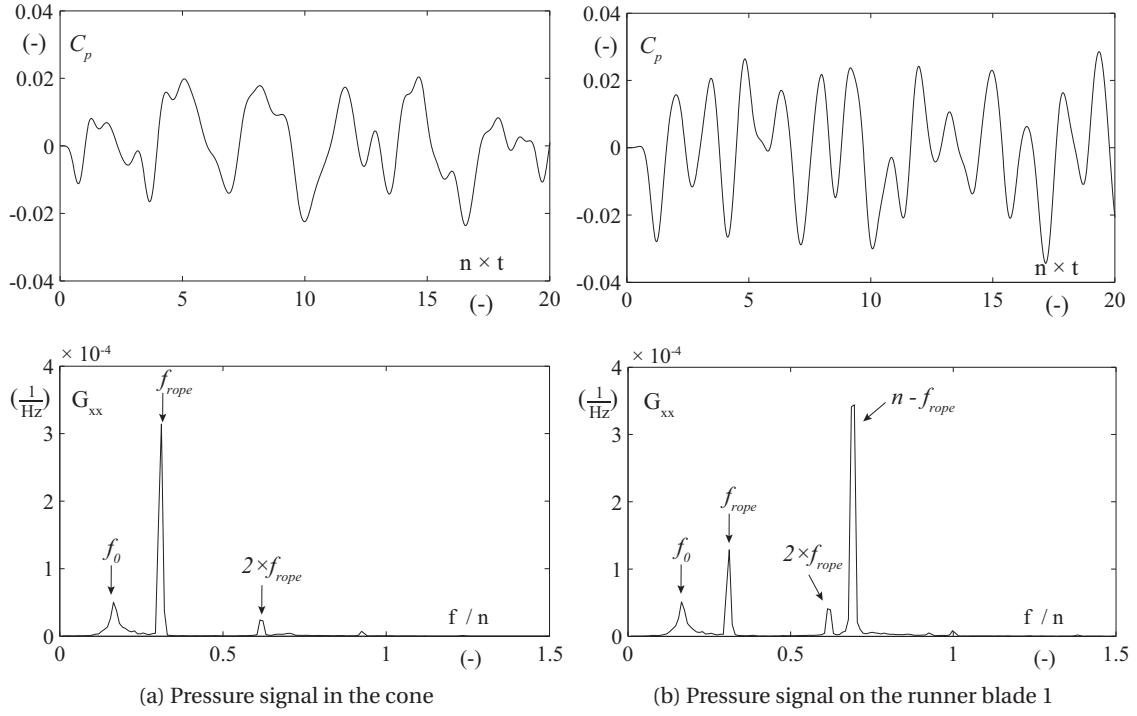 0.04
(-)
C_p
0.02
0
-0.02
-0.04
n × t
0 5 10 15 20
(-)
0.04
(-)
C_p
0.02
0
-0.02
-0.04
n × t
0 5 10 15 20
(-)
× 10^-4
4
(1/Hz)
G_xx
3
2
1
0
f_0
f_rope
2×f_rope
f / n
0 0.5 1 1.5
(-)
× 10^-4
4
(1/Hz)
G_xx
3
2
1
0
f_0
f_rope
2×f_rope
n - f_rope
f / n
0 0.5 1 1.5
(-)
(a) Pressure signal in the cone
(b) Pressure signal on the runner blade 1